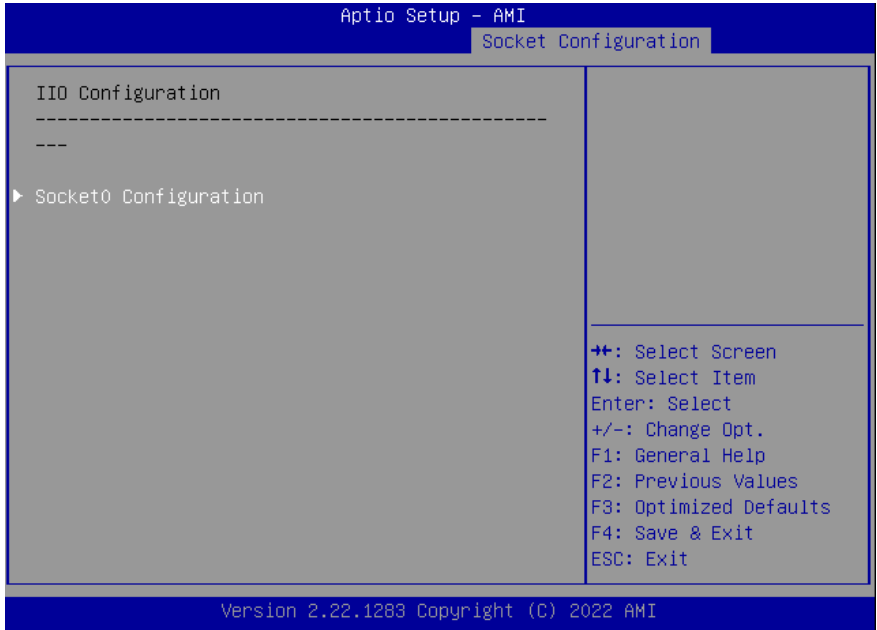 Aptio Setup – AMI
Socket Configuration
IIO Configuration
-----------------------------------------------
---
Socket0 Configuration
→←: Select Screen
↑↓: Select Item
Enter: Select
+/-: Change Opt.
F1: General Help
F2: Previous Values
F3: Optimized Defaults
F4: Save & Exit
ESC: Exit
Version 2.22.1283 Copyright (C) 2022 AMI